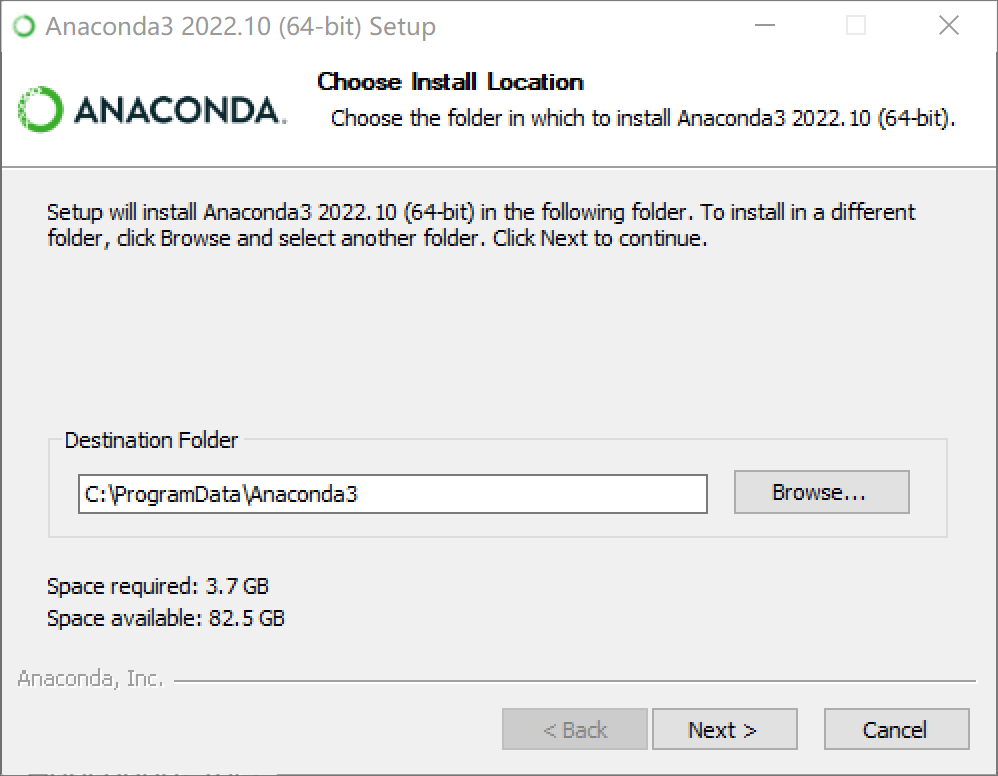 Anaconda3 2022.10 (64-bit) Setup
ANACONDA.
Choose Install Location
Choose the folder in which to install Anaconda3 2022.10 (64-bit).
Setup will install Anaconda3 2022.10 (64-bit) in the following folder. To install in a different
folder, click Browse and select another folder. Click Next to continue.
Destination Folder
C:\ProgramData\Anaconda3
Browse...
Space required: 3.7 GB
Space available: 82.5 GB
Anaconda, Inc.
< Back
Next >
Cancel